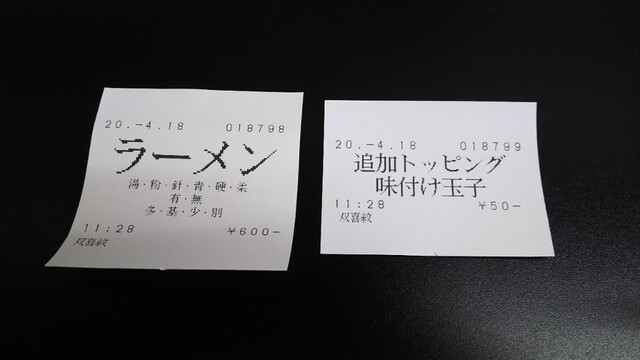 20.-4.18 018798
ラーメン
湯・粉・針・青・硬・柔
有・無
多・基・少・別
11:28 ¥600-
双喜紋
20.-4.18 018799
追加トッピング
味付け玉子
11:28 ¥50-
双喜紋